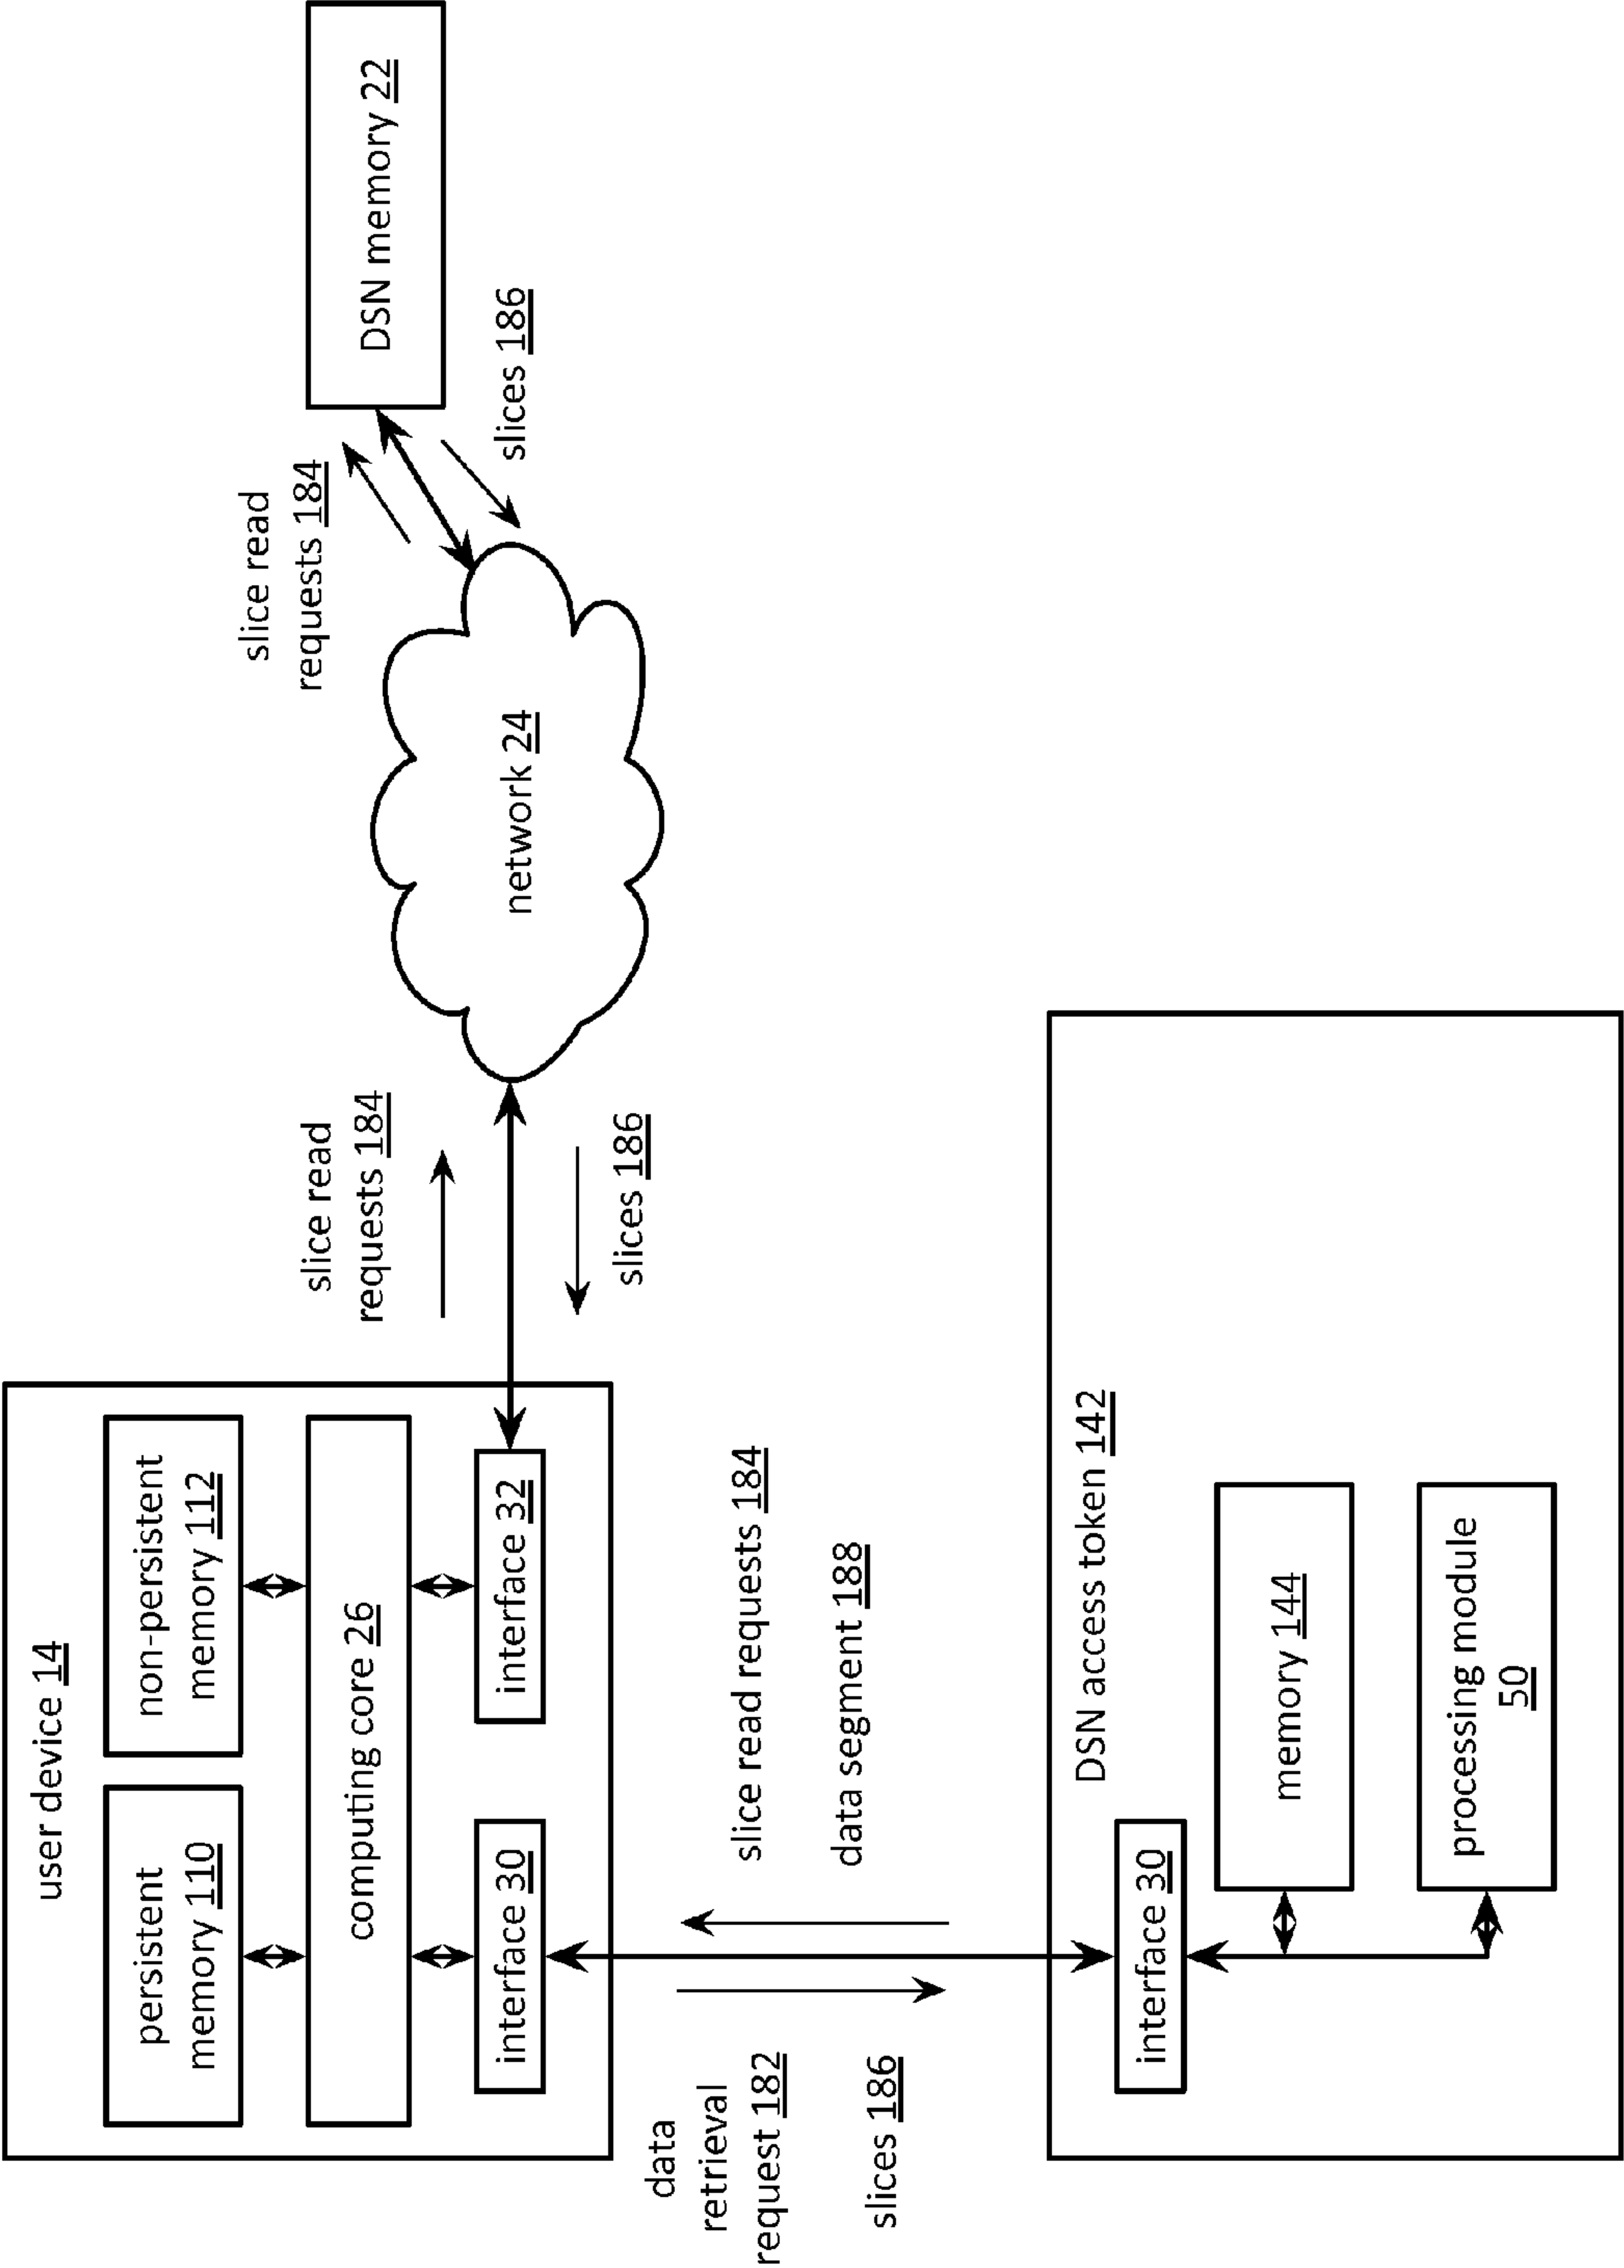 user device 14
persistent
memory 110
non-persistent
memory 112
computing core 26
interface 30
interface 32
slice read
requests 184
slices 186
network 24
slice read
requests 184
slices 186
DSN memory 22
data
retrieval
request 182
slices 186
slice read requests 184
data segment 188
DSN access token 142
interface 30
memory 144
processing module
50